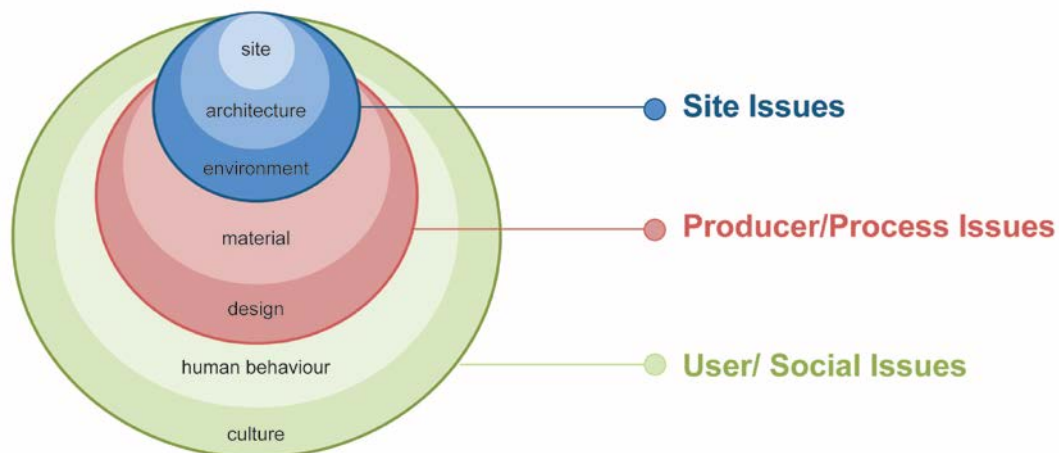 site
architecture
environment
material
design
human behaviour
culture
Site Issues
Producer/Process Issues
User/ Social Issues